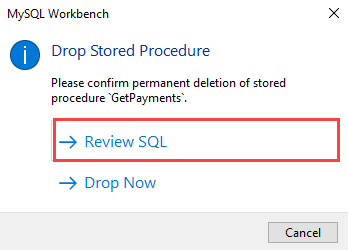 MySQL Workbench
Drop Stored Procedure
Please confirm permanent deletion of stored
procedure `GetPayments`.
Review SQL
Drop Now
Cancel